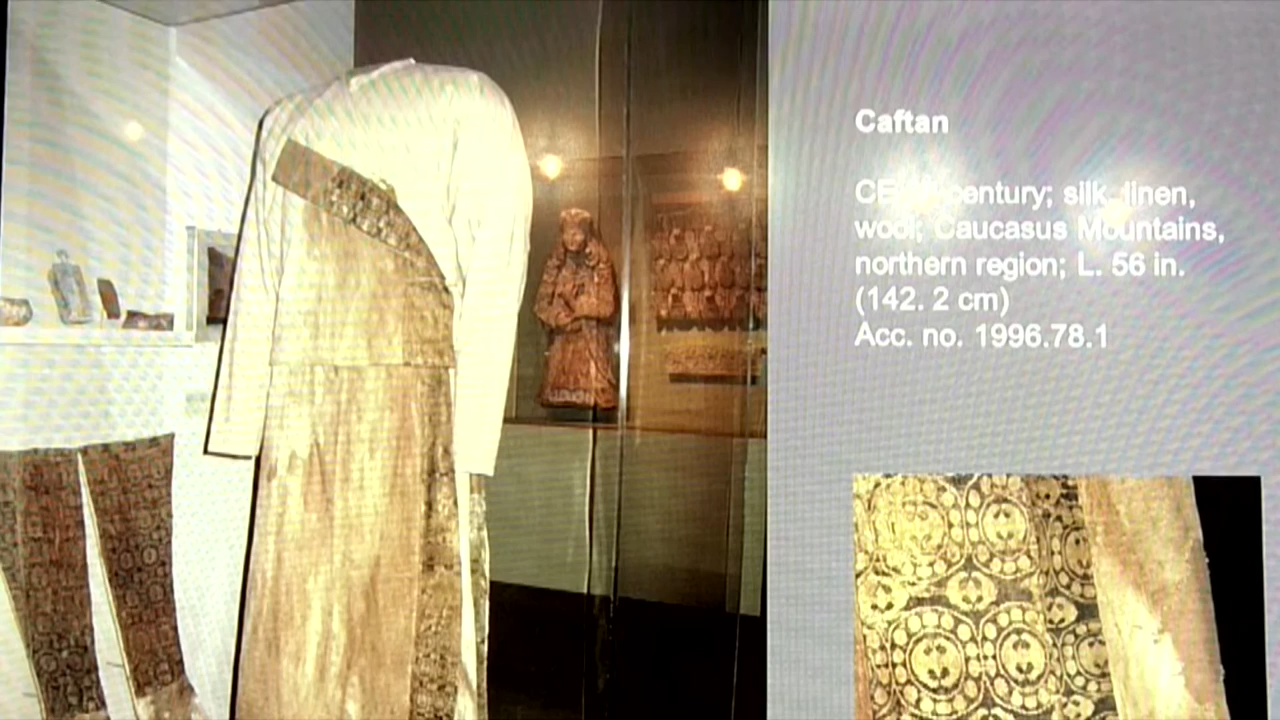 Caftan
CE century; silk, linen,
wool; Caucasus Mountains,
northern region; L. 56 in.
(142. 2 cm)
Acc. no. 1996.78.1